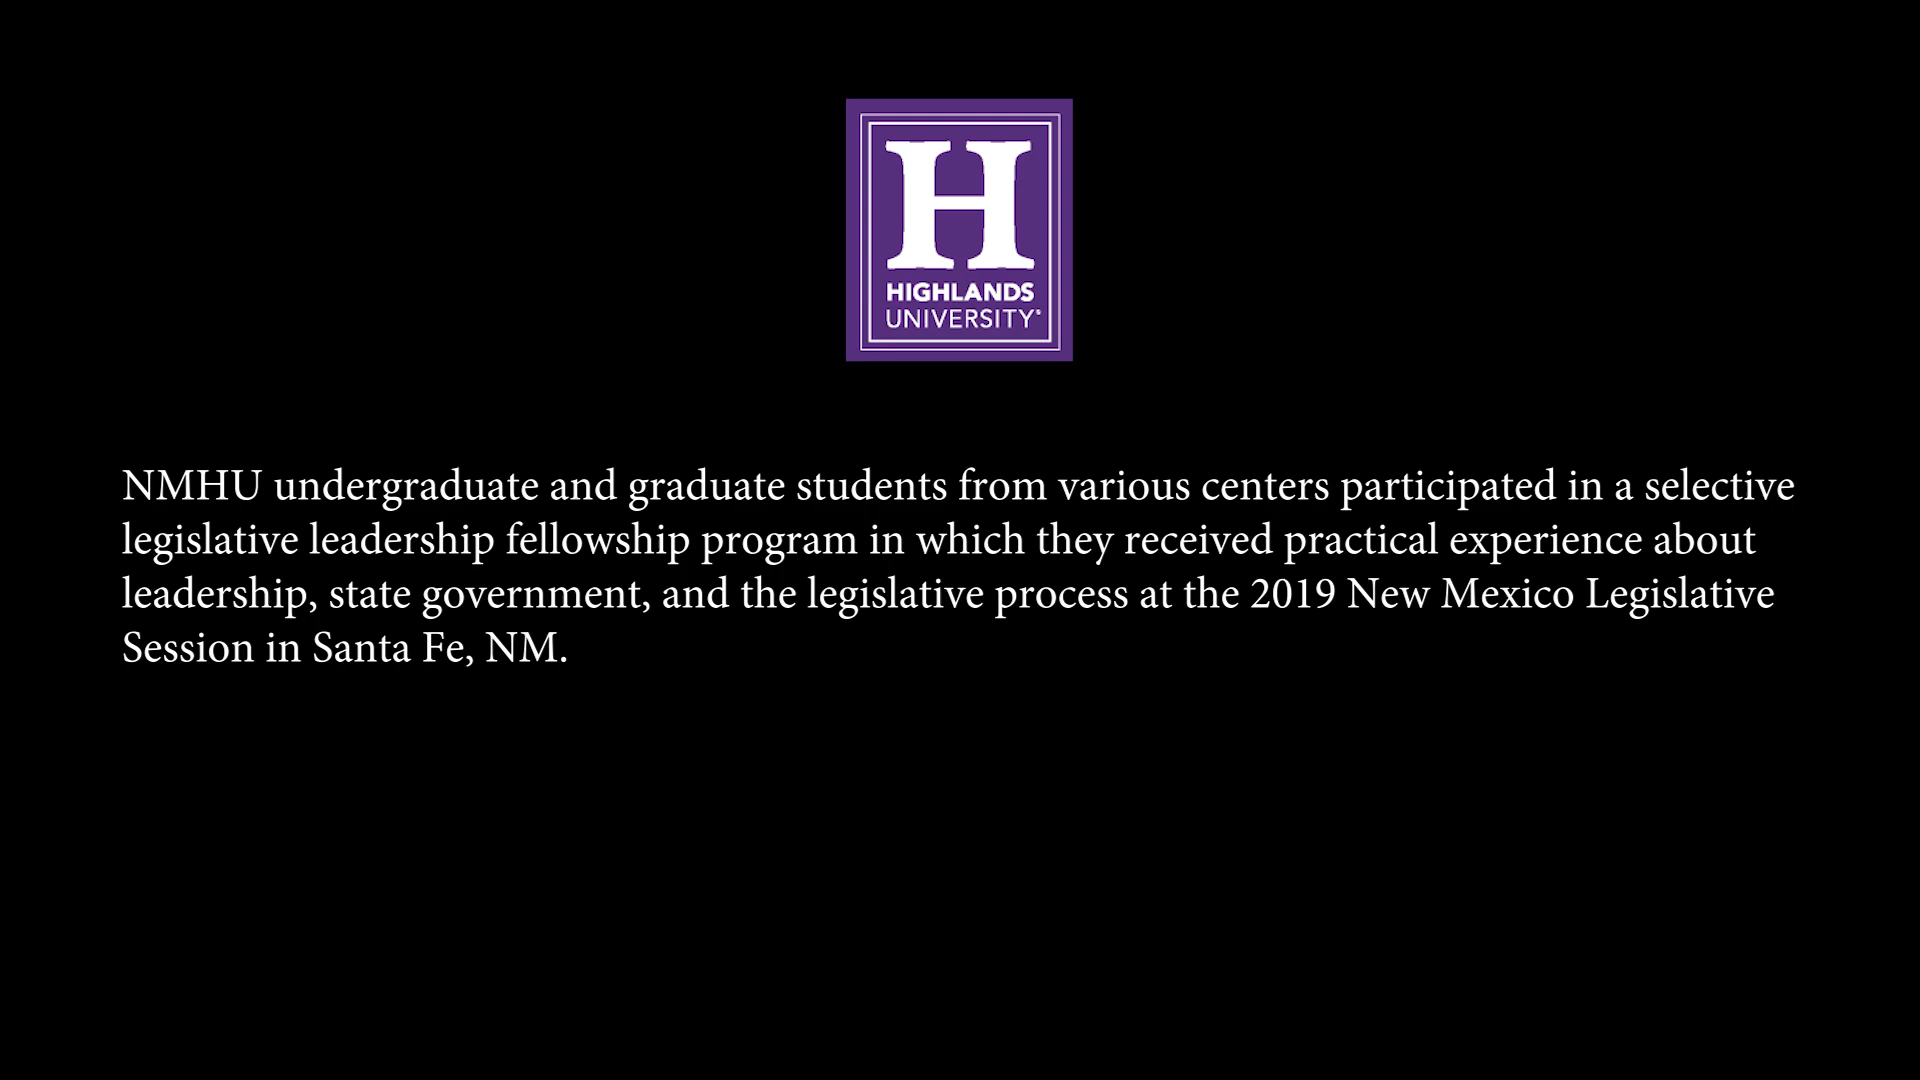 H
HIGHLANDS
UNIVERSITY
NMHU undergraduate and graduate students from various centers participated in a selective
legislative leadership fellowship program in which they received practical experience about
leadership, state government, and the legislative process at the 2019 New Mexico Legislative
Session in Santa Fe, NM.